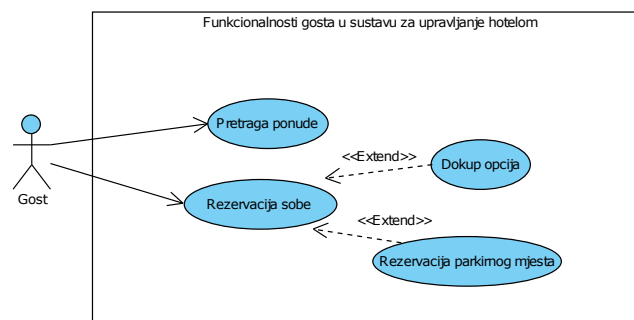 Funkcionalnosti gosta u sustavu za upravljanje hotelom
Pretraga ponude
<<Extend>>
Dokup opcija
Gost
Rezervacija sobe
<<Extend>>
Rezervacija parkirnog mjesta